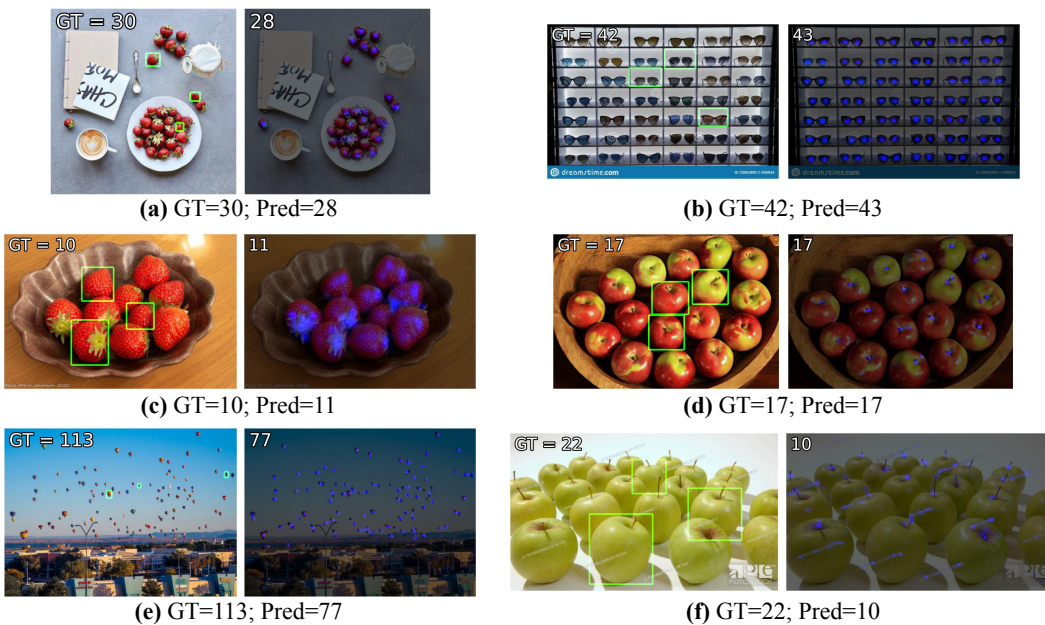 GT = 30
28
(a) GT=30; Pred=28
GT = 42
43
dreamstime.com
(b) GT=42; Pred=43
GT = 10
11
(c) GT=10; Pred=11
GT = 17
17
(d) GT=17; Pred=17
GT = 113
77
(e) GT=113; Pred=77
GT = 22
10
age
(f) GT=22; Pred=10